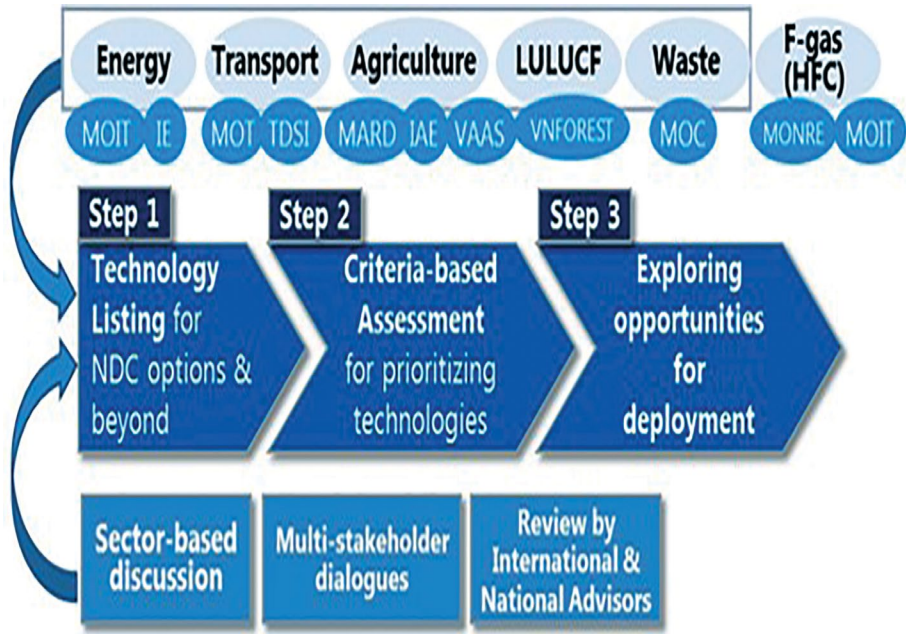 Energy Transport Agriculture LULUCF Waste F-gas
(HFC)
MOIT IE MOT TDSI MARD IAE VAAS VNFOREST MOC MONRE MOIT
Step 1
Technology
Listing for
NDC options &
beyond
Step 2
Criteria-based
Assessment
for prioritizing
technologies
Step 3
Exploring
opportunities
for
deployment
Sector-based
discussion
Multi-stakeholder
dialogues
Review by
International &
National Advisors